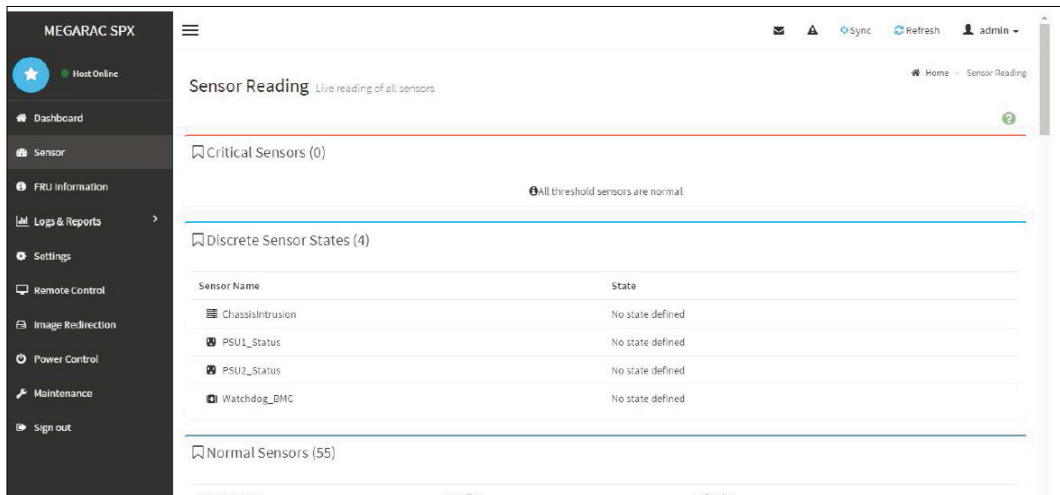 MEGARAC SPX
Sync Refresh admin
Host Online
Sensor Reading Live reading of all sensors
Home - Sensor Reading
Dashboard
Sensor
FRU Information
Logs & Reports >
Settings
Remote Control
Image Redirection
Power Control
Maintenance
Sign out
Critical Sensors (0)
All threshold sensors are normal
Discrete Sensor States (4)
Sensor Name State
ChassisIntrusion No state defined
PSU1_Status No state defined
PSU2_Status No state defined
Watchdog_BMC No state defined
Normal Sensors (55)